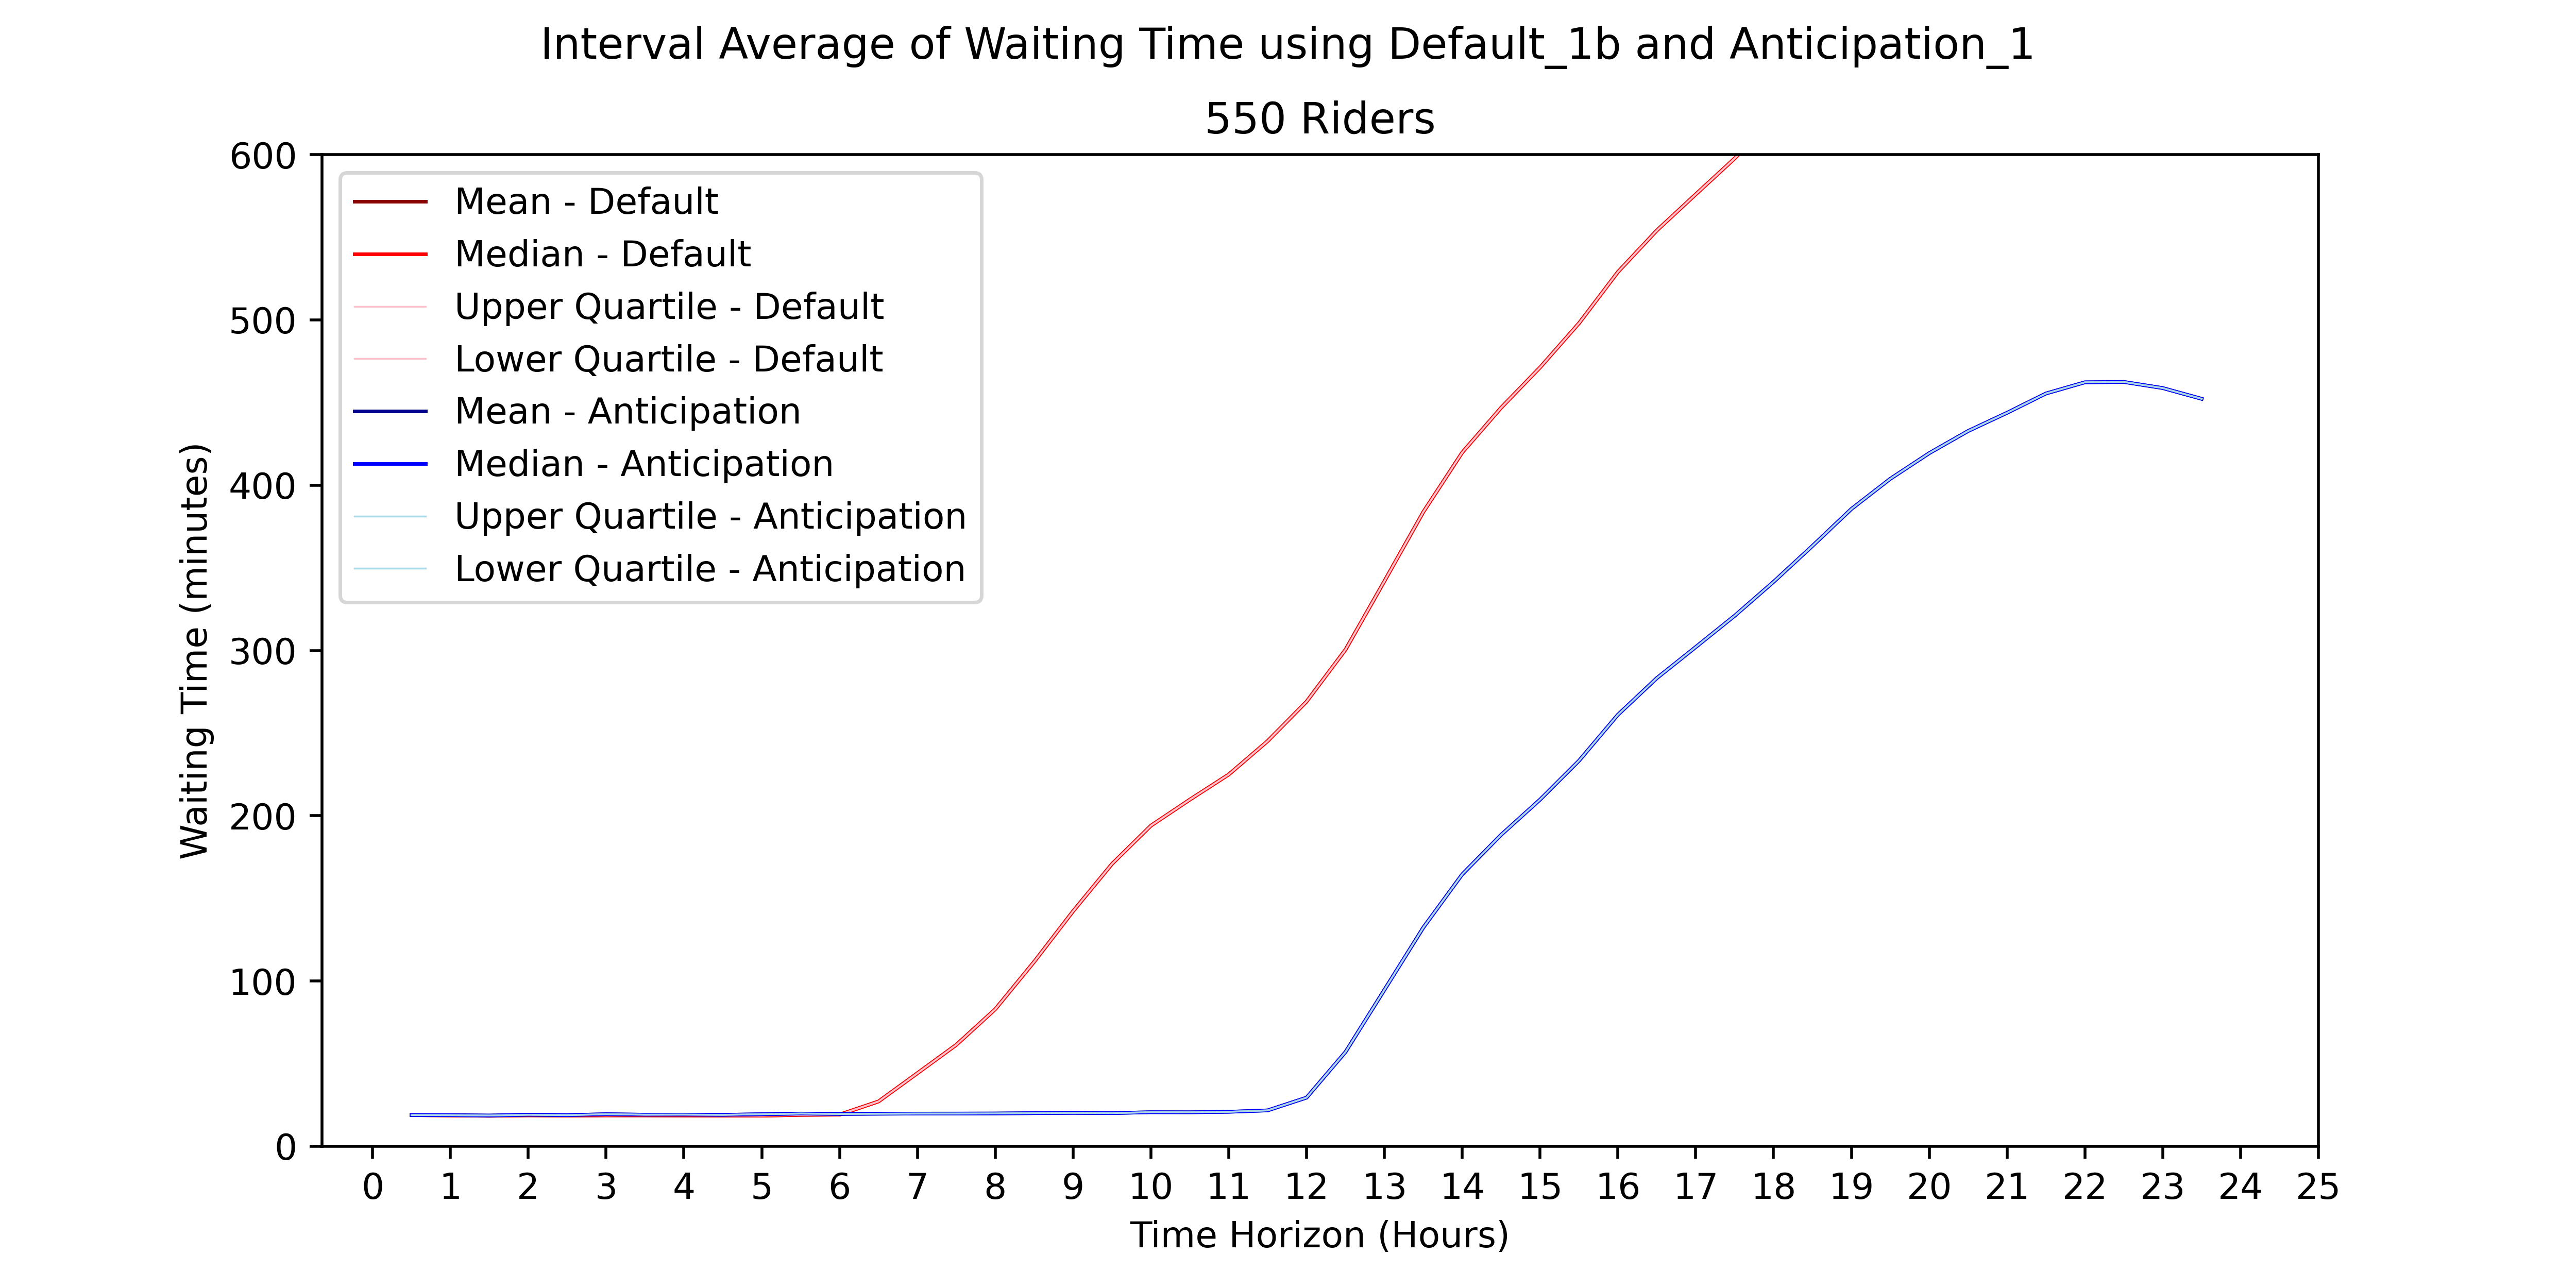 Interval Average of Waiting Time using Default_1b and Anticipation_1
550 Riders
600
500
400
300
200
100
0
Waiting Time (minutes)
Mean - Default
Median - Default
Upper Quartile - Default
Lower Quartile - Default
Mean - Anticipation
Median - Anticipation
Upper Quartile - Anticipation
Lower Quartile - Anticipation
0 1 2 3 4 5 6 7 8 9 10 11 12 13 14 15 16 17 18 19 20 21 22 23 24 25
Time Horizon (Hours)